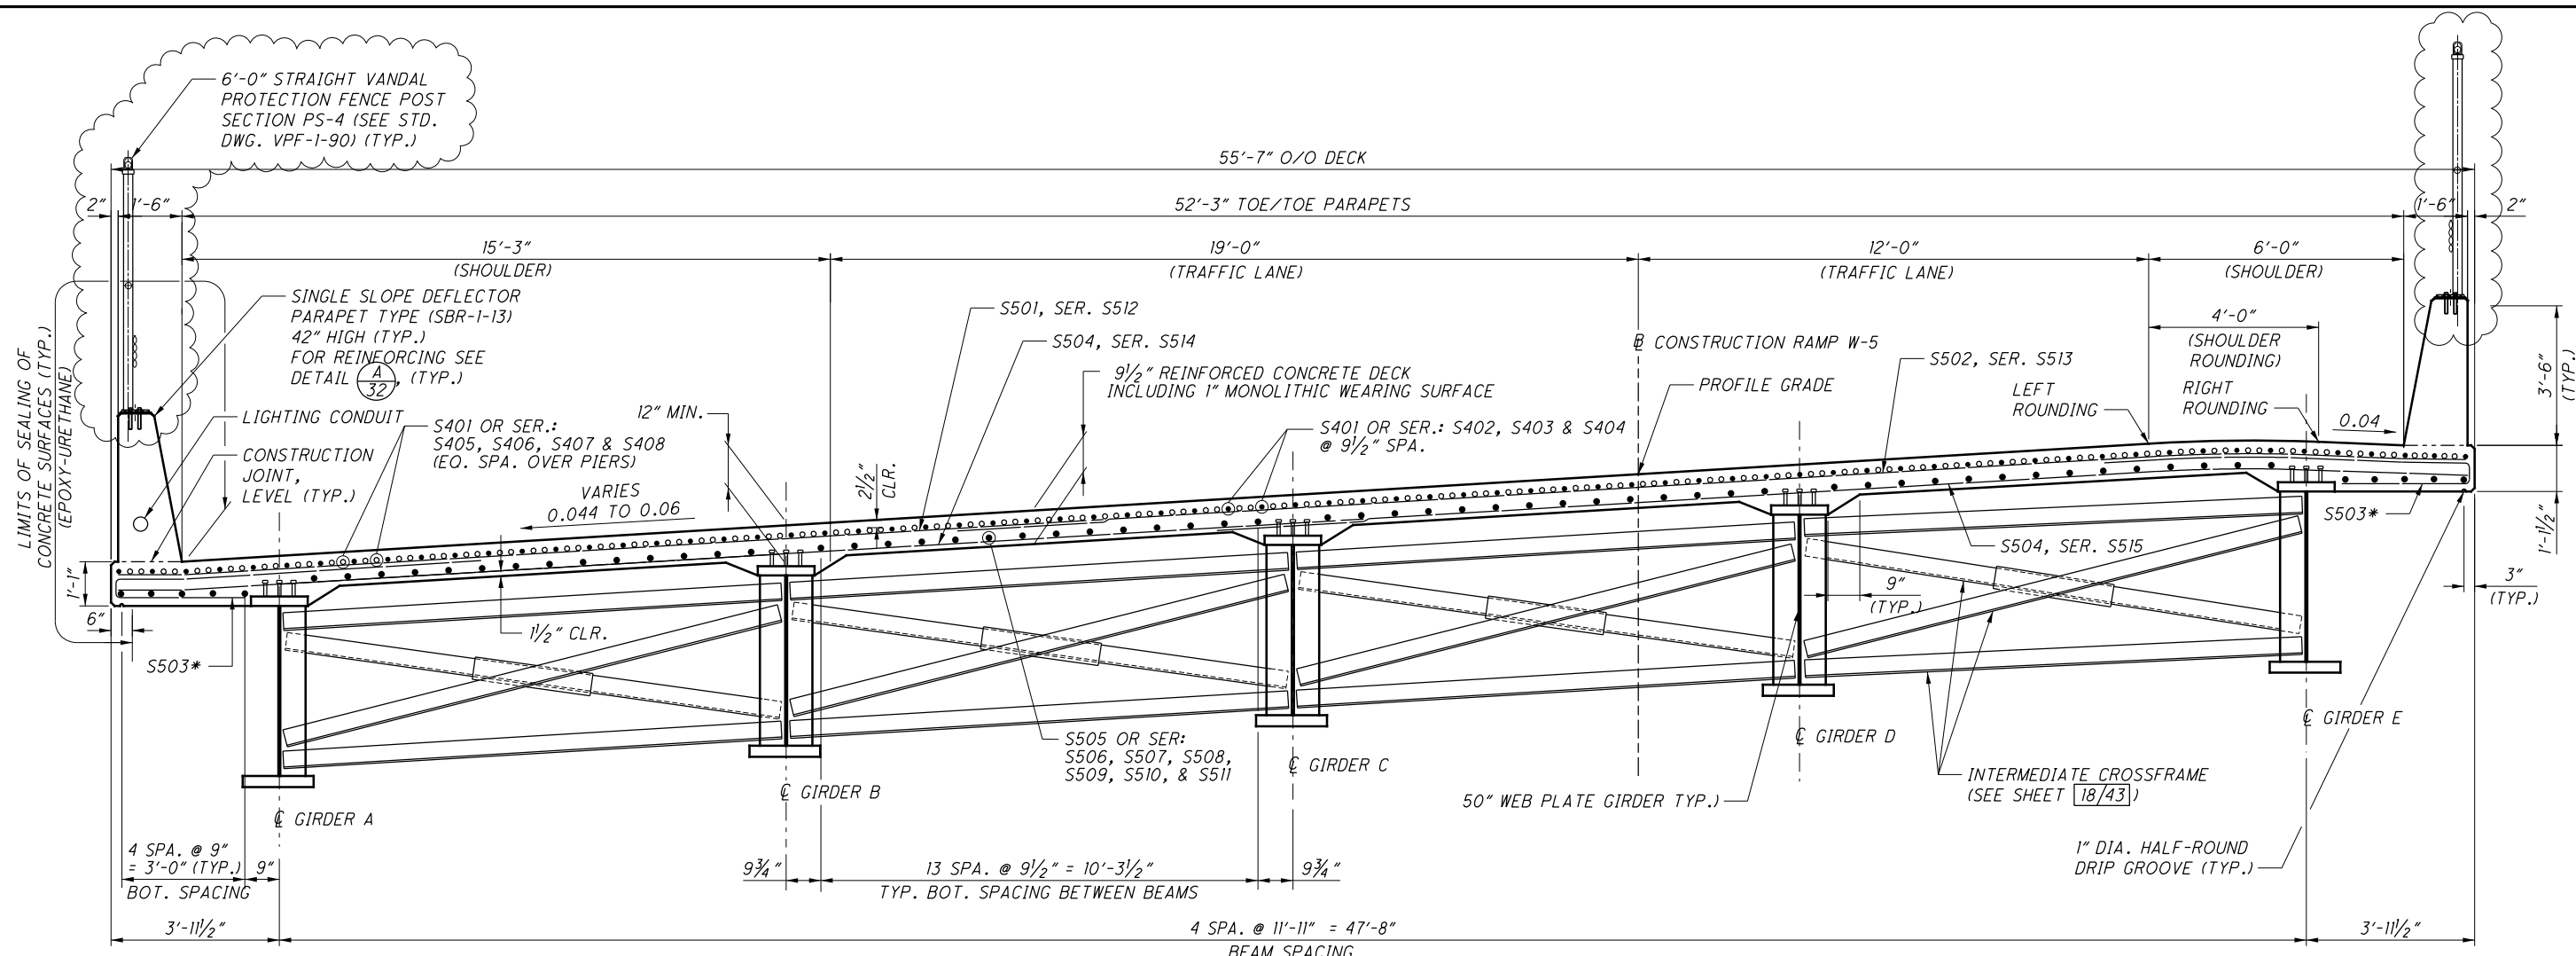 6'-0" STRAIGHT VANDAL
PROTECTION FENCE POST
SECTION PS-4 (SEE STD.
DWG. VPF-1-90) (TYP.)
55'-7" O/O DECK
2"
1'-6"
52'-3" TOE/TOE PARAPETS
1'-6"
2"
15'-3"
(SHOULDER)
19'-0"
(TRAFFIC LANE)
12'-0"
(TRAFFIC LANE)
6'-0"
(SHOULDER)
LIMITS OF SEALING OF
CONCRETE SURFACES (TYP.)
(EPOXY-URETHANE)
SINGLE SLOPE DEFLECTOR
PARAPET TYPE (SBR-1-13)
42" HIGH (TYP.)
FOR REINFORCING SEE
DETAIL A/32, (TYP.)
LIGHTING CONDUIT
CONSTRUCTION
JOINT,
LEVEL (TYP.)
S401 OR SER.:
S405, S406, S407 & S408
(EQ. SPA. OVER PIERS)
12" MIN.
VARIES
0.044 TO 0.06
2½"
CLR.
S501, SER. S512
S504, SER. S514
9½" REINFORCED CONCRETE DECK
INCLUDING 1" MONOLITHIC WEARING SURFACE
S401 OR SER.: S402, S403 & S404
@ 9½" SPA.
℄ CONSTRUCTION RAMP W-5
PROFILE GRADE
S502, SER. S513
4'-0"
(SHOULDER
ROUNDING)
LEFT
ROUNDING
RIGHT
ROUNDING
0.04
3'-6"
(TYP.)
1'-1½"
1'-1"
6"
S503*
1½" CLR.
S503*
S504, SER. S515
9"
(TYP.)
3"
(TYP.)
S505 OR SER:
S506, S507, S508,
S509, S510, & S511
℄ GIRDER A
℄ GIRDER B
℄ GIRDER C
℄ GIRDER D
℄ GIRDER E
50" WEB PLATE GIRDER TYP.)
INTERMEDIATE CROSSFRAME
(SEE SHEET 18/43)
1" DIA. HALF-ROUND
DRIP GROOVE (TYP.)
4 SPA. @ 9"
= 3'-0" (TYP.)
9"
BOT. SPACING
9¾"
13 SPA. @ 9½" = 10'-3½"
9¾"
TYP. BOT. SPACING BETWEEN BEAMS
3'-11½"
4 SPA. @ 11'-11" = 47'-8"
3'-11½"
BEAM SPACING